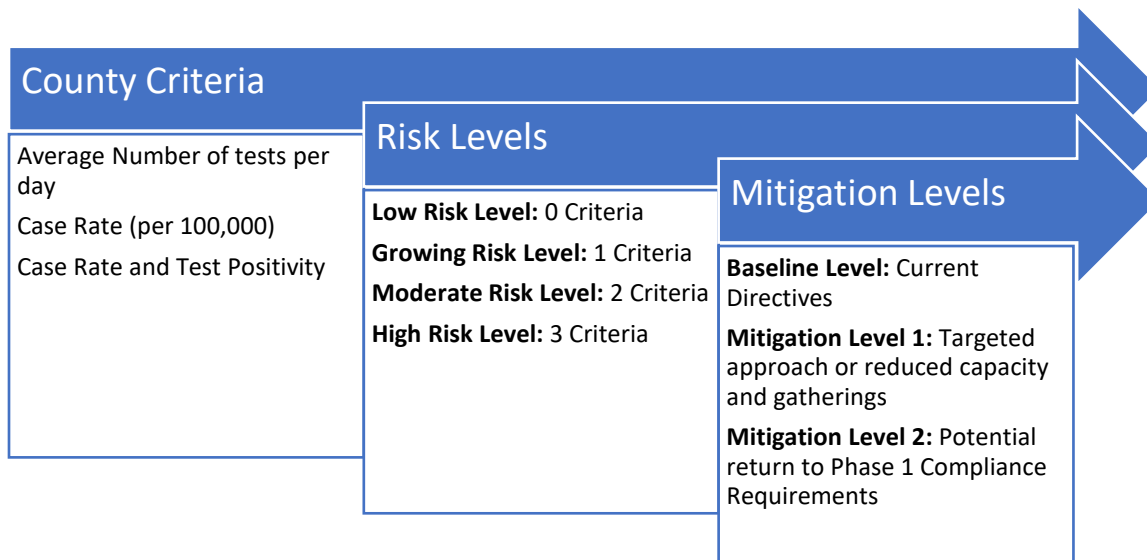 County Criteria
Average Number of tests per
day
Case Rate (per 100,000)
Case Rate and Test Positivity
Risk Levels
Low Risk Level: 0 Criteria
Growing Risk Level: 1 Criteria
Moderate Risk Level: 2 Criteria
High Risk Level: 3 Criteria
Mitigation Levels
Baseline Level: Current
Directives
Mitigation Level 1: Targeted
approach or reduced capacity
and gatherings
Mitigation Level 2: Potential
return to Phase 1 Compliance
Requirements